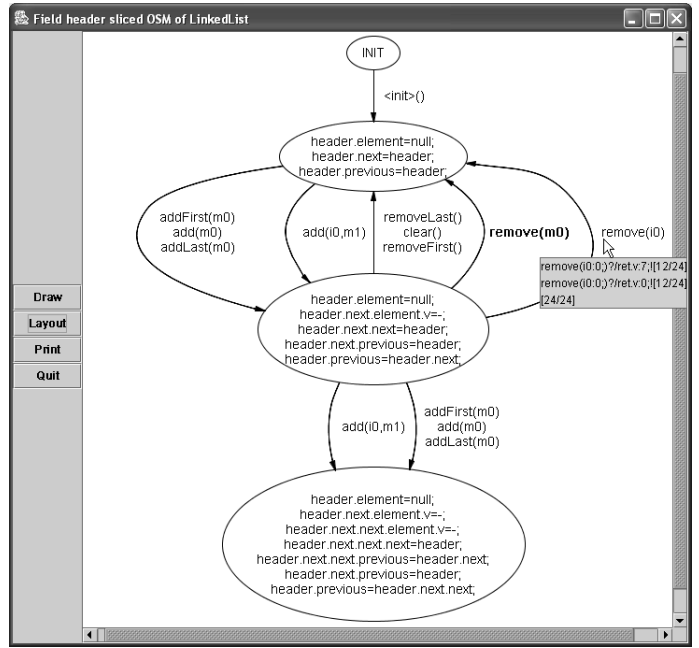 Field header sliced OSM of LinkedList
INIT
<init>()
header.element=null;
header.next=header;
header.previous=header;
addFirst(m0)
add(m0)
addLast(m0)
add(i0,m1)
removeLast()
clear()
removeFirst()
remove(m0)
remove(i0)
remove(i0:0;)?/ret.v:7;![12/24]
remove(i0:0;)?/ret.v:0;![12/24]
[24/24]
Draw
Layout
Print
Quit
header.element=null;
header.next.element.v=-;
header.next.next=header;
header.next.previous=header;
header.previous=header.next;
add(i0,m1)
addFirst(m0)
add(m0)
addLast(m0)
header.element=null;
header.next.element.v=-;
header.next.next.element.v=-;
header.next.next.next=header;
header.next.next.previous=header.next;
header.next.previous=header;
header.previous=header.next.next;